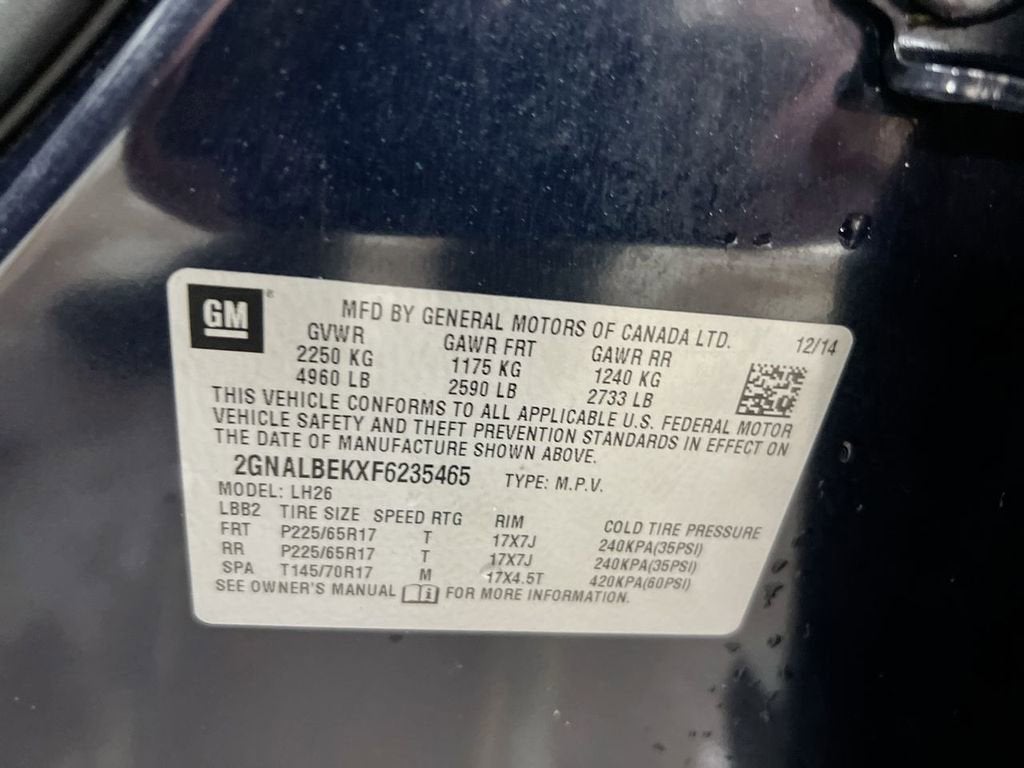 GM®
MFD BY GENERAL MOTORS OF CANADA LTD.
12/14
GVWR GAWR FRT GAWR RR
2250 KG 1175 KG 1240 KG
4960 LB 2590 LB 2733 LB
THIS VEHICLE CONFORMS TO ALL APPLICABLE U.S. FEDERAL MOTOR
VEHICLE SAFETY AND THEFT PREVENTION STANDARDS IN EFFECT ON
THE DATE OF MANUFACTURE SHOWN ABOVE.
2GNALBEKXF6235465 TYPE: M.P.V.
MODEL: LH26
LBB2 TIRE SIZE SPEED RTG RIM COLD TIRE PRESSURE
FRT P225/65R17 T 17X7J 240KPA(35PSI)
RR P225/65R17 T 17X7J 240KPA(35PSI)
SPA T145/70R17 M 17X4.5T 420KPA(60PSI)
SEE OWNER'S MANUAL i FOR MORE INFORMATION.